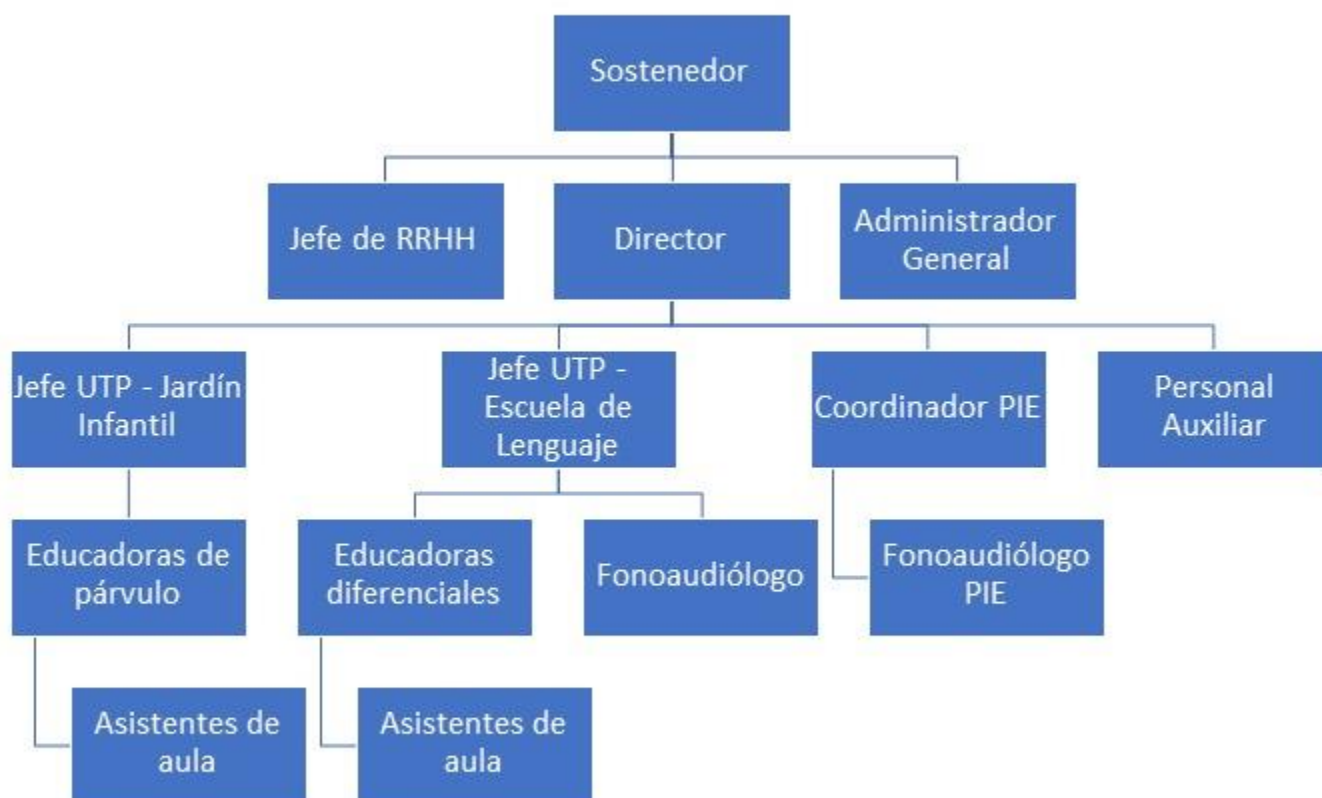 Sostenedor
Jefe de RRHH
Director
Administrador
General
Jefe UTP - Jardín
Infantil
Jefe UTP -
Escuela de
Lenguaje
Coordinador PIE
Personal
Auxiliar
Educadoras de
párvulo
Educadoras
diferenciales
Fonoaudiólogo
Fonoaudiólogo
PIE
Asistentes de
aula
Asistentes de
aula